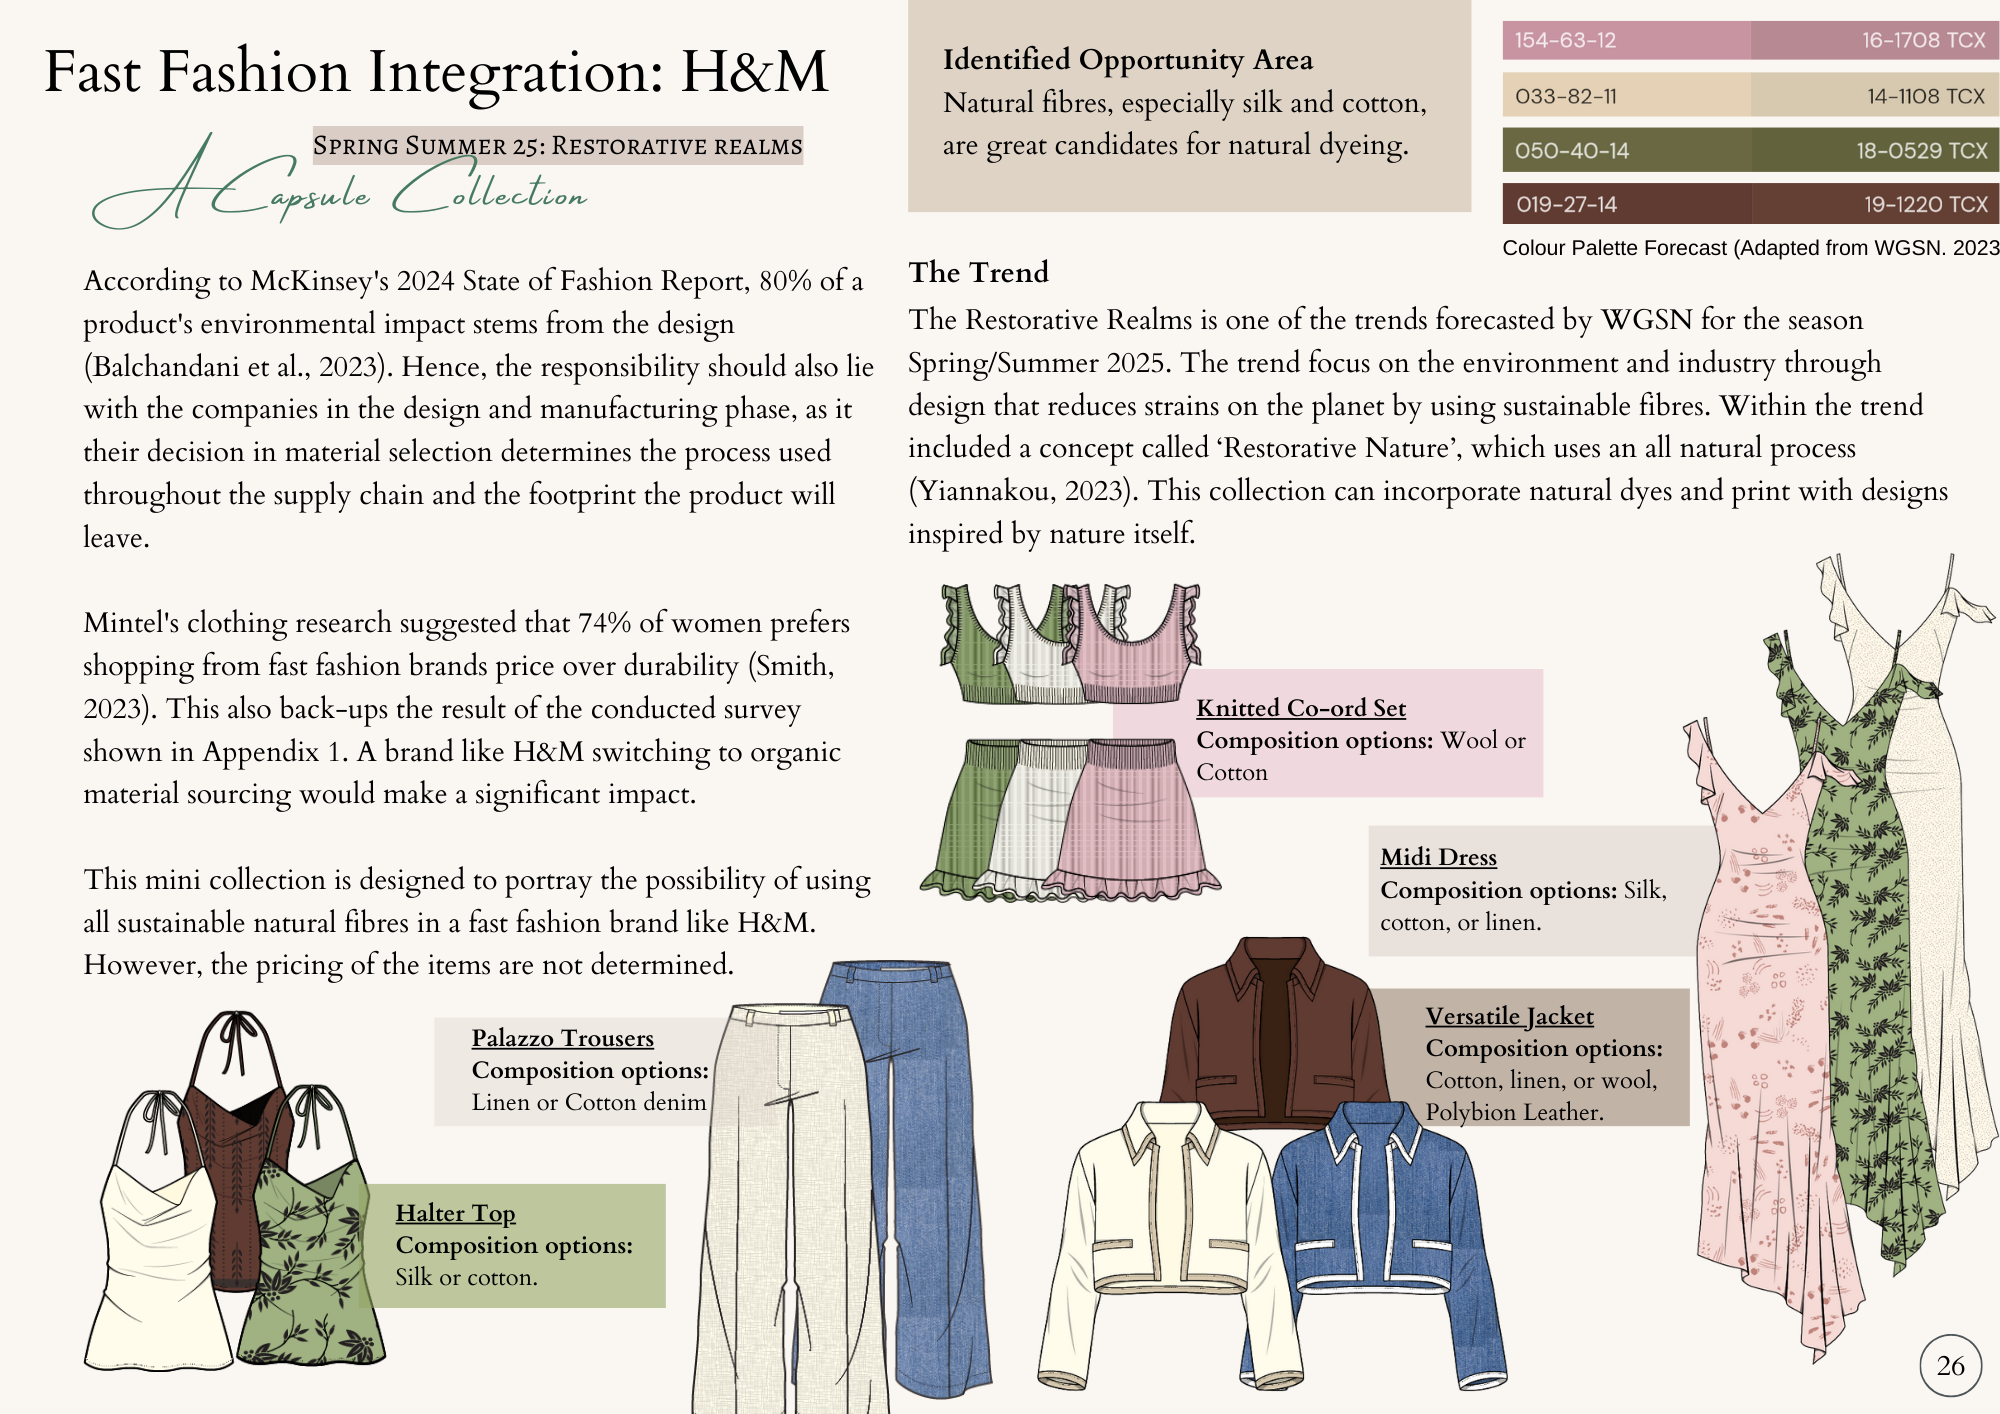 Fast Fashion Integration: H&M
Spring Summer 25: Restorative realms
A Capsule Collection
According to McKinsey's 2024 State of Fashion Report, 80% of a
product's environmental impact stems from the design
(Balchandani et al., 2023). Hence, the responsibility should also lie
with the companies in the design and manufacturing phase, as it
their decision in material selection determines the process used
throughout the supply chain and the footprint the product will
leave.
Mintel's clothing research suggested that 74% of women prefers
shopping from fast fashion brands price over durability (Smith,
2023). This also back-ups the result of the conducted survey
shown in Appendix 1. A brand like H&M switching to organic
material sourcing would make a significant impact.
This mini collection is designed to portray the possibility of using
all sustainable natural fibres in a fast fashion brand like H&M.
However, the pricing of the items are not determined.
Identified Opportunity Area
Natural fibres, especially silk and cotton,
are great candidates for natural dyeing.
154-63-12 16-1708 TCX
033-82-11 14-1108 TCX
050-40-14 18-0529 TCX
019-27-14 19-1220 TCX
Colour Palette Forecast (Adapted from WGSN. 2023
The Trend
The Restorative Realms is one of the trends forecasted by WGSN for the season
Spring/Summer 2025. The trend focus on the environment and industry through
design that reduces strains on the planet by using sustainable fibres. Within the trend
included a concept called ‘Restorative Nature’, which uses an all natural process
(Yiannakou, 2023). This collection can incorporate natural dyes and print with designs
inspired by nature itself.
Knitted Co-ord Set
Composition options: Wool or
Cotton
Midi Dress
Composition options: Silk,
cotton, or linen.
Versatile Jacket
Composition options:
Cotton, linen, or wool,
Polybion Leather.
Palazzo Trousers
Composition options:
Linen or Cotton denim
Halter Top
Composition options:
Silk or cotton.
26